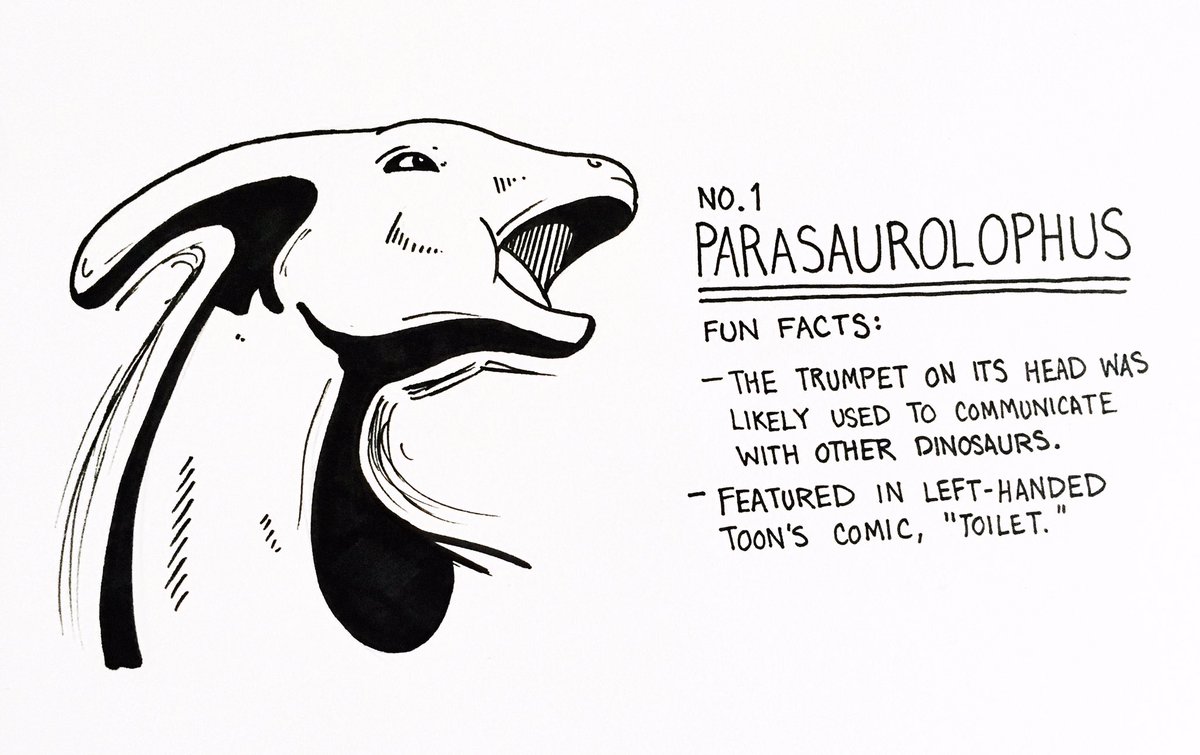 NO.1
PARASAUROLOPHUS
FUN FACTS:
- THE TRUMPET ON ITS HEAD WAS
LIKELY USED TO COMMUNICATE
WITH OTHER DINOSAURS.
- FEATURED IN LEFT-HANDED
TOON'S COMIC, "TOILET."